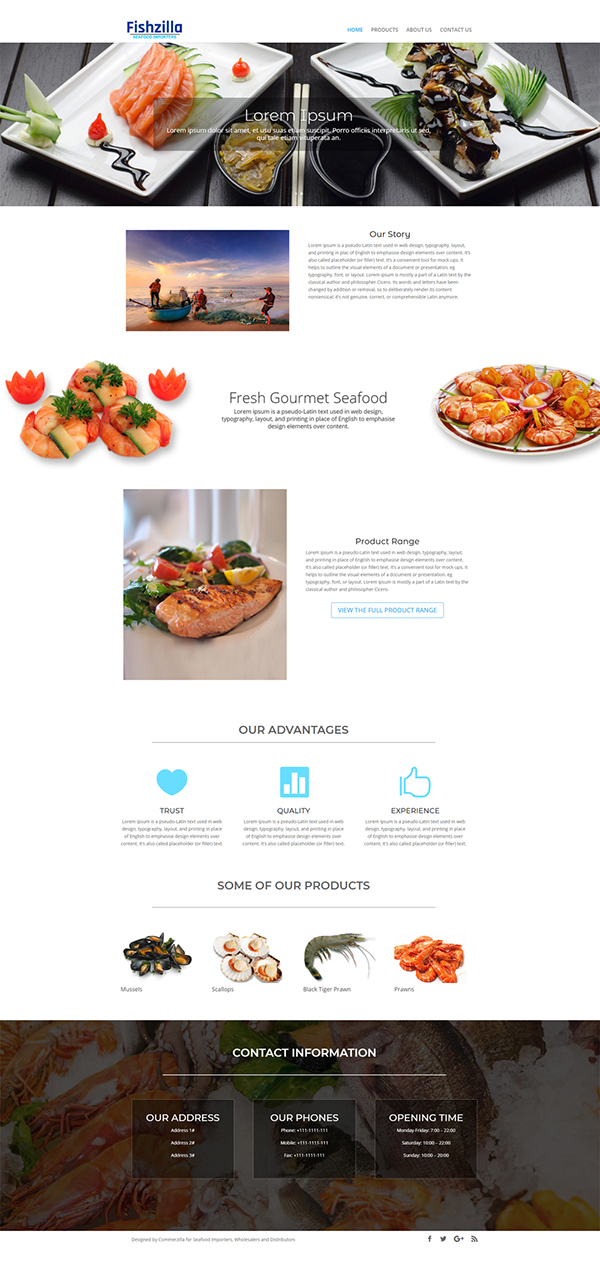 Fishzilla
SEAFOOD IMPORTERS
HOME PRODUCTS ABOUT US CONTACT US
Lorem Ipsum
Lorem ipsum dolor sit amet, et usu suas etiam suscipit. Porro officiis interpretaris ut sed,
qui tale etiam vituperata an.
Our Story
Lorem Ipsum is a pseudo-Latin text used in web design, typography, layout,
and printing in place of English to emphasise design elements over content.
It's also called placeholder (or filler) text. It's a convenient tool for mock-ups. It
helps to outline the visual elements of a document or presentation, eg
typography, font, or layout. Lorem ipsum is mostly a part of a Latin text by the
classical author and philosopher Cicero. Its words and letters have been
changed by addition or removal, so to deliberately render its content
nonsensical; it's not genuine, correct, or comprehensible Latin anymore.
Fresh Gourmet Seafood
Lorem ipsum is a pseudo-Latin text used in web design,
typography, layout, and printing in place of English to emphasise
design elements over content.
Product Range
Lorem ipsum is a pseudo-Latin text used in web design, typography, layout,
and printing in place of English to emphasise design elements over content.
It's also called placeholder (or filler) text. It's a convenient tool for mock-ups. It
helps to outline the visual elements of a document or presentation, eg
typography, font, or layout. Lorem ipsum is mostly a part of a Latin text by the
classical author and philosopher Cicero.
VIEW THE FULL PRODUCT RANGE
OUR ADVANTAGES
TRUST
Lorem ipsum is a pseudo-Latin text used in web
design, typography, layout, and printing in place
of English to emphasise design elements over
content. It's also called placeholder (or filler) text.
QUALITY
Lorem ipsum is a pseudo-Latin text used in web
design, typography, layout, and printing in place
of English to emphasise design elements over
content. It's also called placeholder (or filler) text.
EXPERIENCE
Lorem ipsum is a pseudo-Latin text used in web
design, typography, layout, and printing in place
of English to emphasise design elements over
content. It's also called placeholder (or filler) text.
SOME OF OUR PRODUCTS
Mussels
Scallops
Black Tiger Prawn
Prawns
CONTACT INFORMATION
OUR ADDRESS
Address 1#
Address 2#
Address 3#
OUR PHONES
Phone: +111-1111-111
Mobile: +111-1111-111
Fax: +111-1111-111
OPENING TIME
Monday-Friday: 7:00 – 22:00
Saturday: 10:00 – 22:00
Sunday: 10:00 – 20:00
Designed by Commerzilla for Seafood Importers, Wholesalers and Distributors